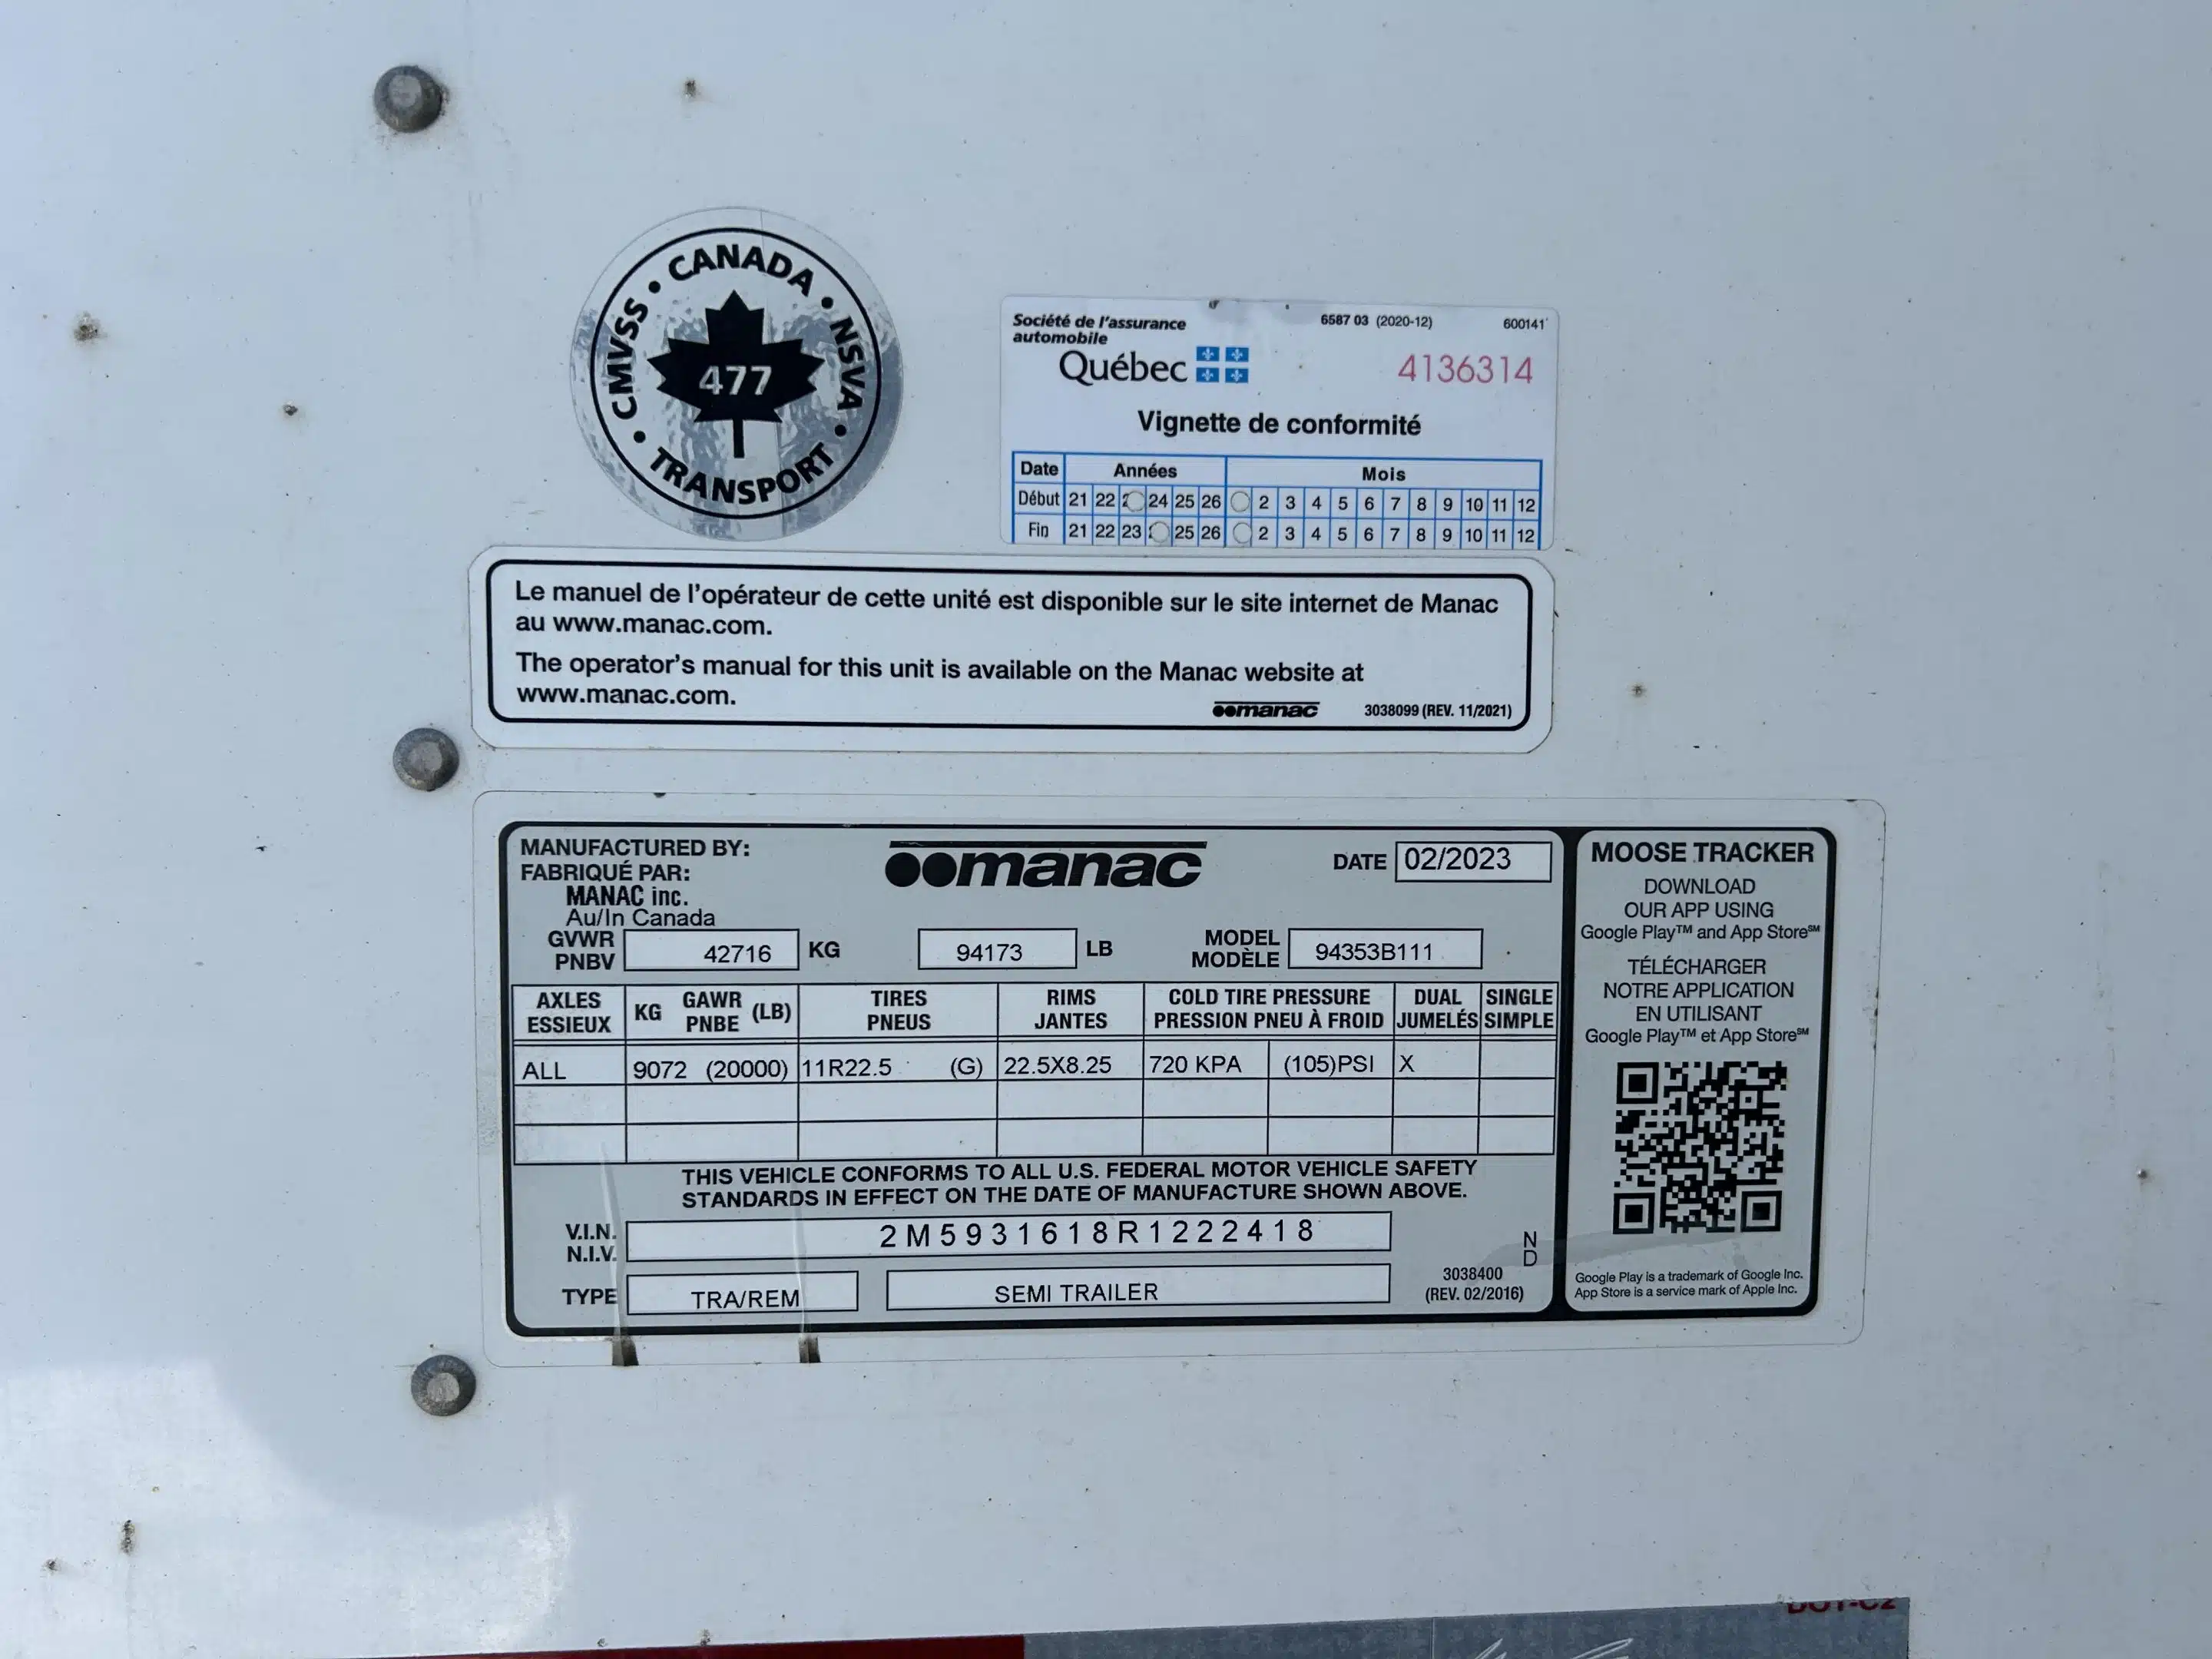 CANADA
CMVSS • NSVA
477
TRANSPORT
Société de l'assurance
automobile
Québec
6587 03 (2020-12)
600141
4136314
Vignette de conformité
Date Années Mois
Début 21 22 24 25 26 2 3 4 5 6 7 8 9 10 11 12
Fin 21 22 23 25 26 2 3 4 5 6 7 8 9 10 11 12
Le manuel de l'opérateur de cette unité est disponible sur le site internet de Manac
au www.manac.com.
The operator's manual for this unit is available on the Manac website at
www.manac.com.
manac 3038099 (REV. 11/2021)
MANUFACTURED BY:
FABRIQUÉ PAR:
MANAC inc.
Au/In Canada
manac
DATE 02/2023
GVWR
PNBV
42716 KG
94173 LB
MODEL
MODÈLE
94353B111
AXLES
ESSIEUX
KG GAWR (LB)
PNBE
TIRES
PNEUS
RIMS
JANTES
COLD TIRE PRESSURE
PRESSION PNEU À FROID
DUAL
JUMELÉS
SINGLE
SIMPLE
ALL 9072 (20000) 11R22.5 (G) 22.5X8.25 720 KPA (105)PSI X
THIS VEHICLE CONFORMS TO ALL U.S. FEDERAL MOTOR VEHICLE SAFETY
STANDARDS IN EFFECT ON THE DATE OF MANUFACTURE SHOWN ABOVE.
V.I.N.
N.I.V.
2M5931618R1222418
TYPE TRA/REM SEMI TRAILER
N
D
3038400
(REV. 02/2016)
MOOSE TRACKER
DOWNLOAD
OUR APP USING
Google Play™ and App Store℠
TÉLÉCHARGER
NOTRE APPLICATION
EN UTILISANT
Google Play™ et App Store℠
Google Play is a trademark of Google Inc.
App Store is a service mark of Apple Inc.
DOT-C2